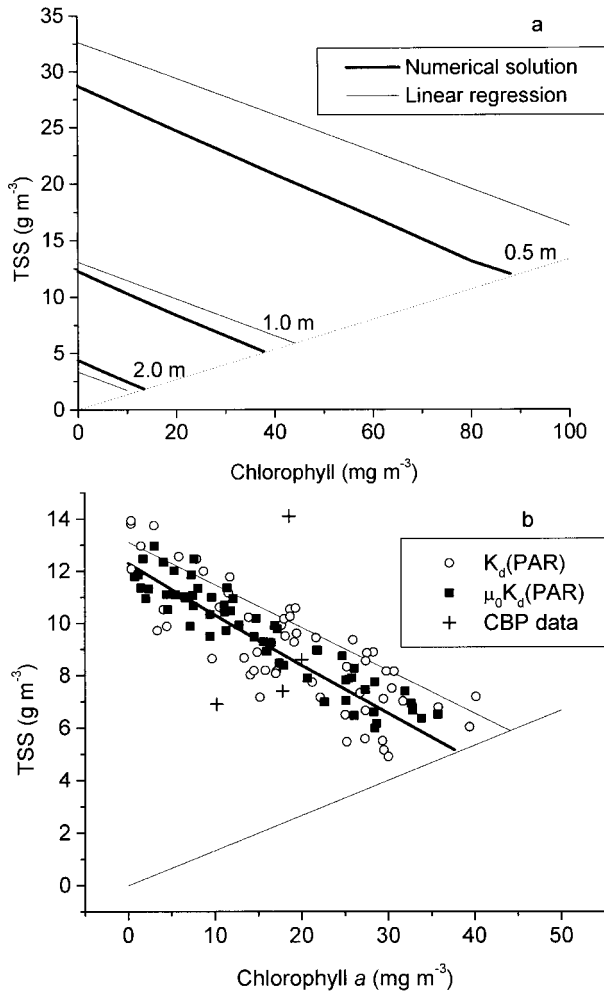 a
Numerical solution
Linear regression
35
30
25
20
15
10
5
0
TSS (g m⁻³)
0.5 m
1.0 m
2.0 m
0 20 40 60 80 100
Chlorophyll (mg m⁻³)
b
K_d(PAR)
μ₀K_d(PAR)
CBP data
14
12
10
8
6
4
2
0
TSS (g m⁻³)
0 10 20 30 40 50
Chlorophyll a (mg m⁻³)